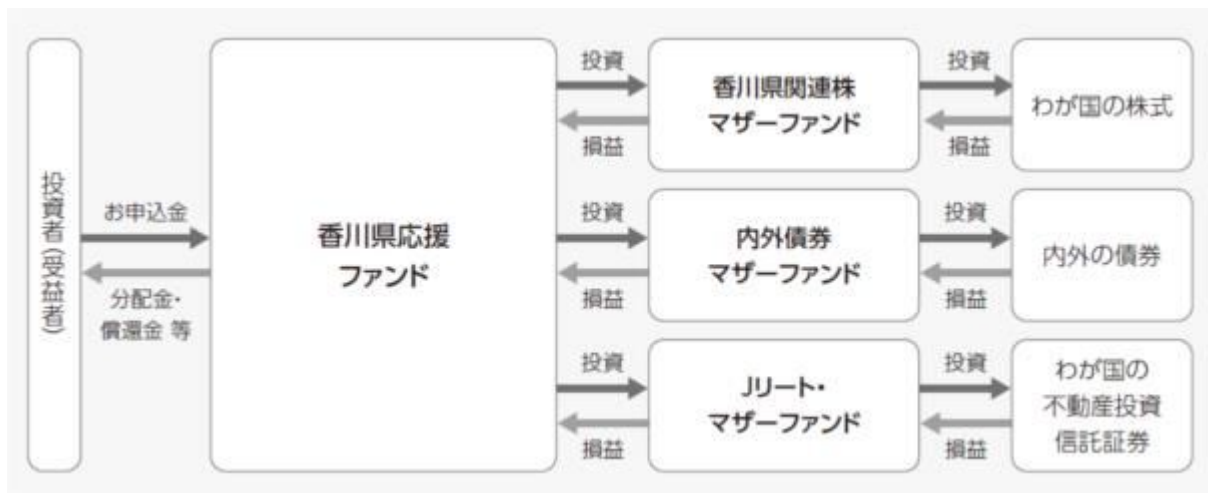 投資者(受益者)
お申込金
分配金・
償還金 等
香川県応援
ファンド
投資
損益
香川県関連株
マザーファンド
投資
損益
わが国の株式
投資
損益
内外債券
マザーファンド
投資
損益
内外の債券
投資
損益
Jリート・
マザーファンド
投資
損益
わが国の
不動産投資
信託証券